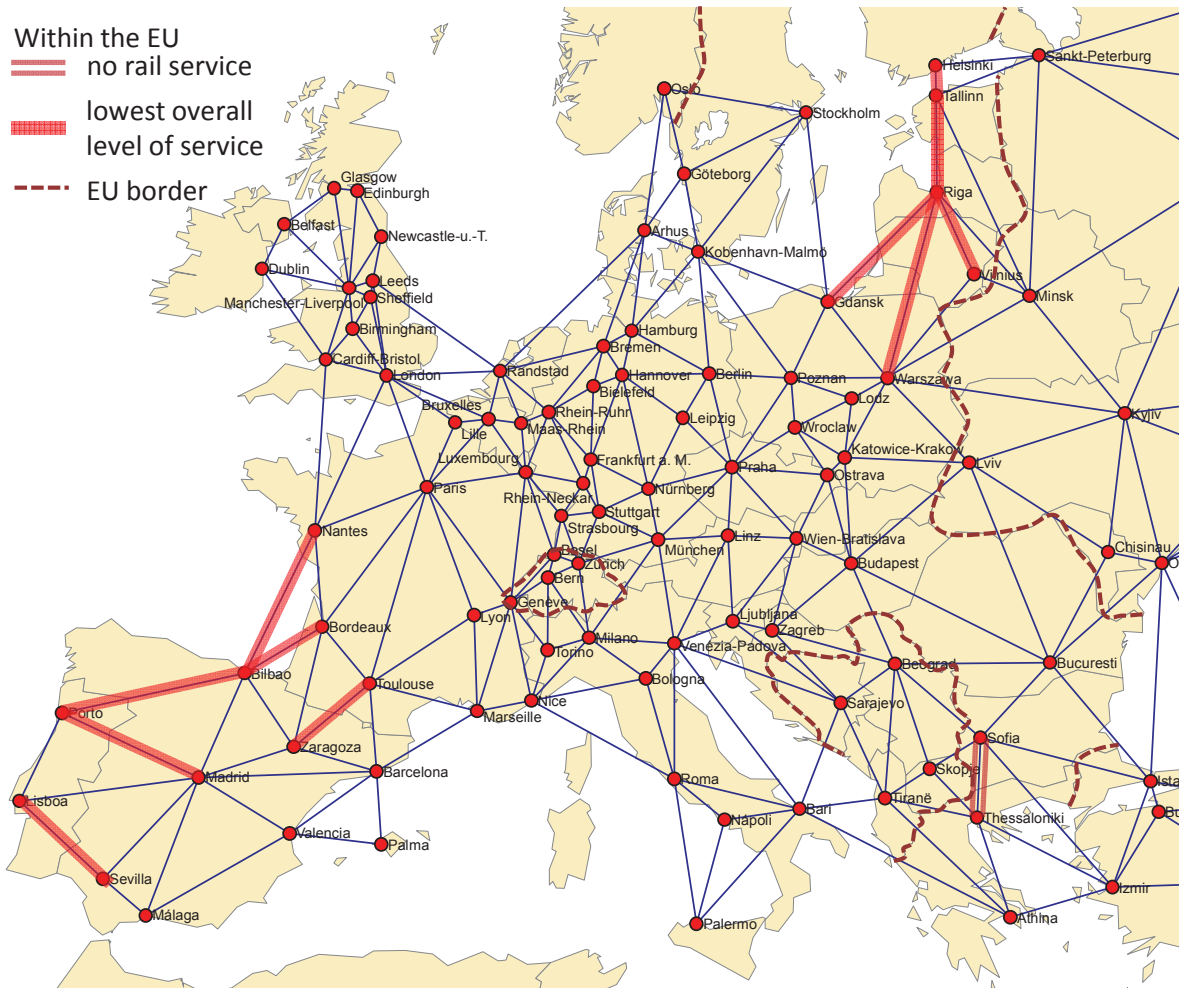 Within the EU
no rail service
lowest overall
level of service
EU border
Helsinki
Sankt-Peterburg
Tallinn
Oslo
Stockholm
Glasgow
Edinburgh
Göteborg
Riga
Belfast
Newcastle-u.-T.
Arhus
Kobenhavn-Malmö
Dublin
Leeds
Vilnius
Manchester-Liverpool
Sheffield
Gdansk
Minsk
Birmingham
Hamburg
Bremen
Cardiff-Bristol
London
Randstad
Hannover
Berlin
Poznan
Warszawa
Bielefeld
Lodz
Bruxelles
Rhein-Ruhr
Leipzig
Kyjiv
Lille
Maas-Rhein
Wroclaw
Luxembourg
Frankfurt a. M.
Katowice-Krakow
Praha
Lviv
Ostrava
Paris
Rhein-Neckar
Nürnberg
Stuttgart
Strasbourg
Nantes
München
Linz
Wien-Bratislava
Chisinau
Basel
Zürich
Budapest
O
Bern
Genève
Lyon
Ljubljana
Bordeaux
Zagreb
Milano
Venezia-Padova
Torino
Beograd
Bucuresti
Bilbao
Toulouse
Bologna
Porto
Marseille
Nice
Sarajevo
Zaragoza
Sofia
Madrid
Barcelona
Roma
Skopje
Ista
Lisboa
Tiranë
Bari
Napoli
Thessaloniki
Bu
Valencia
Palma
Sevilla
Izmir
Málaga
Palermo
Athina